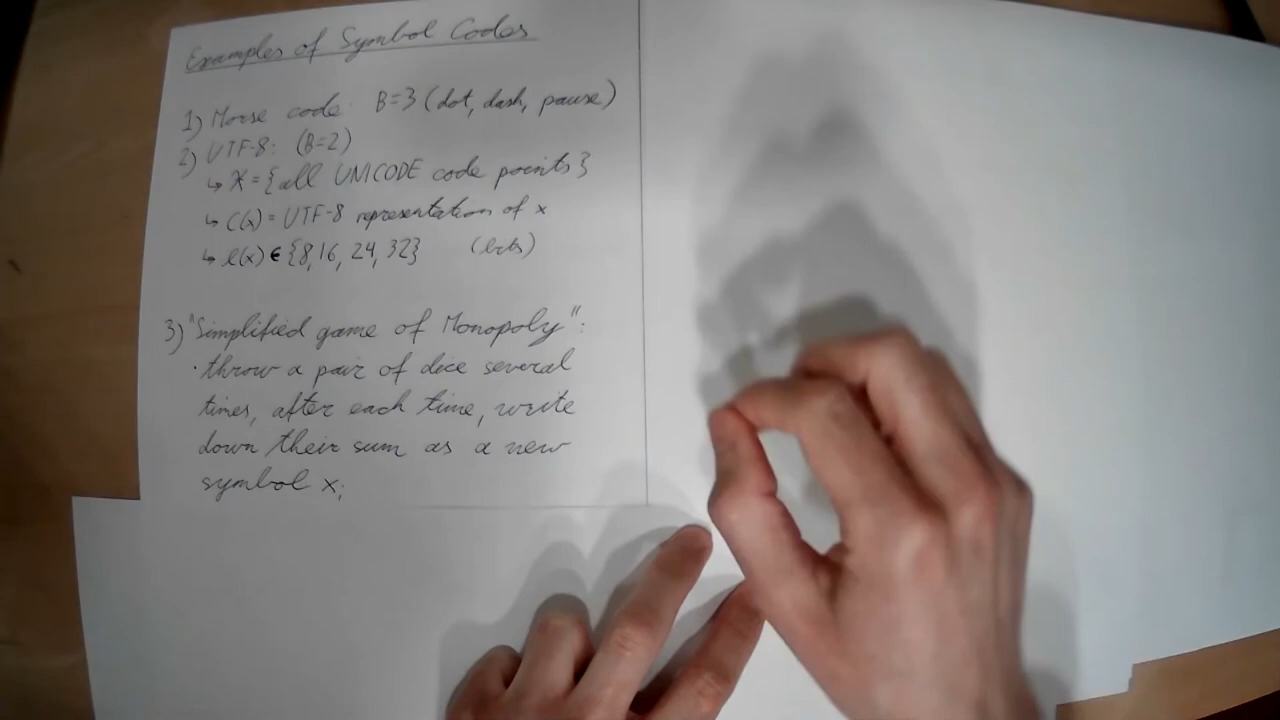 Examples of Symbol Codes
1) Morse code: B=3 (dot, dash, pause)
2) UTF-8: (B=2)
↳ 𝔛 = {all UNICODE code points}
↳ C(x) = UTF-8 representation of x
↳ ℓ(x) ∈ {8, 16, 24, 32} (bits)
3) "Simplified game of Monopoly":
· throw a pair of dice several
times, after each time, write
down their sum as a new
symbol xᵢ